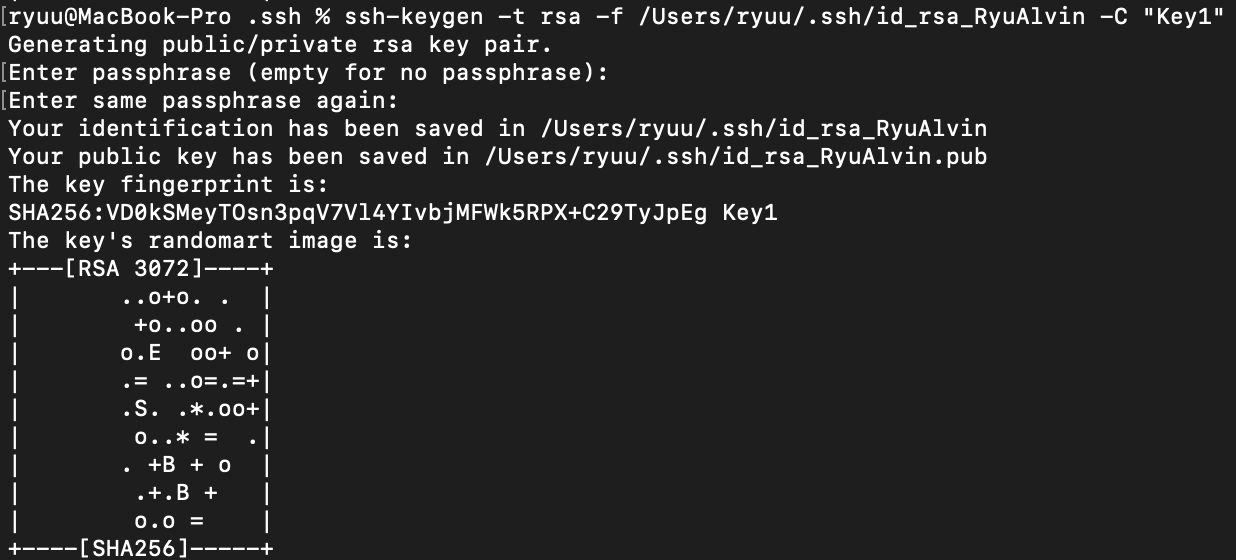 [ryuu@MacBook-Pro .ssh % ssh-keygen -t rsa -f /Users/ryuu/.ssh/id_rsa_RyuAlvin -C "Key1"
Generating public/private rsa key pair.
[Enter passphrase (empty for no passphrase):
[Enter same passphrase again:
Your identification has been saved in /Users/ryuu/.ssh/id_rsa_RyuAlvin
Your public key has been saved in /Users/ryuu/.ssh/id_rsa_RyuAlvin.pub
The key fingerprint is:
SHA256:VD0kSMeyTOsn3pqV7Vl4YIvbjMFWk5RPX+C29TyJpEg Key1
The key's randomart image is:
+---[RSA 3072]----+
|       ..o+o. .  |
|        +o..oo . |
|       o.E  oo+ o|
|       .= ..o=.=+|
|       .S. .*.oo+|
|        o..* =  .|
|       . +B + o  |
|        .+.B +   |
|        o.o =    |
+----[SHA256]-----+